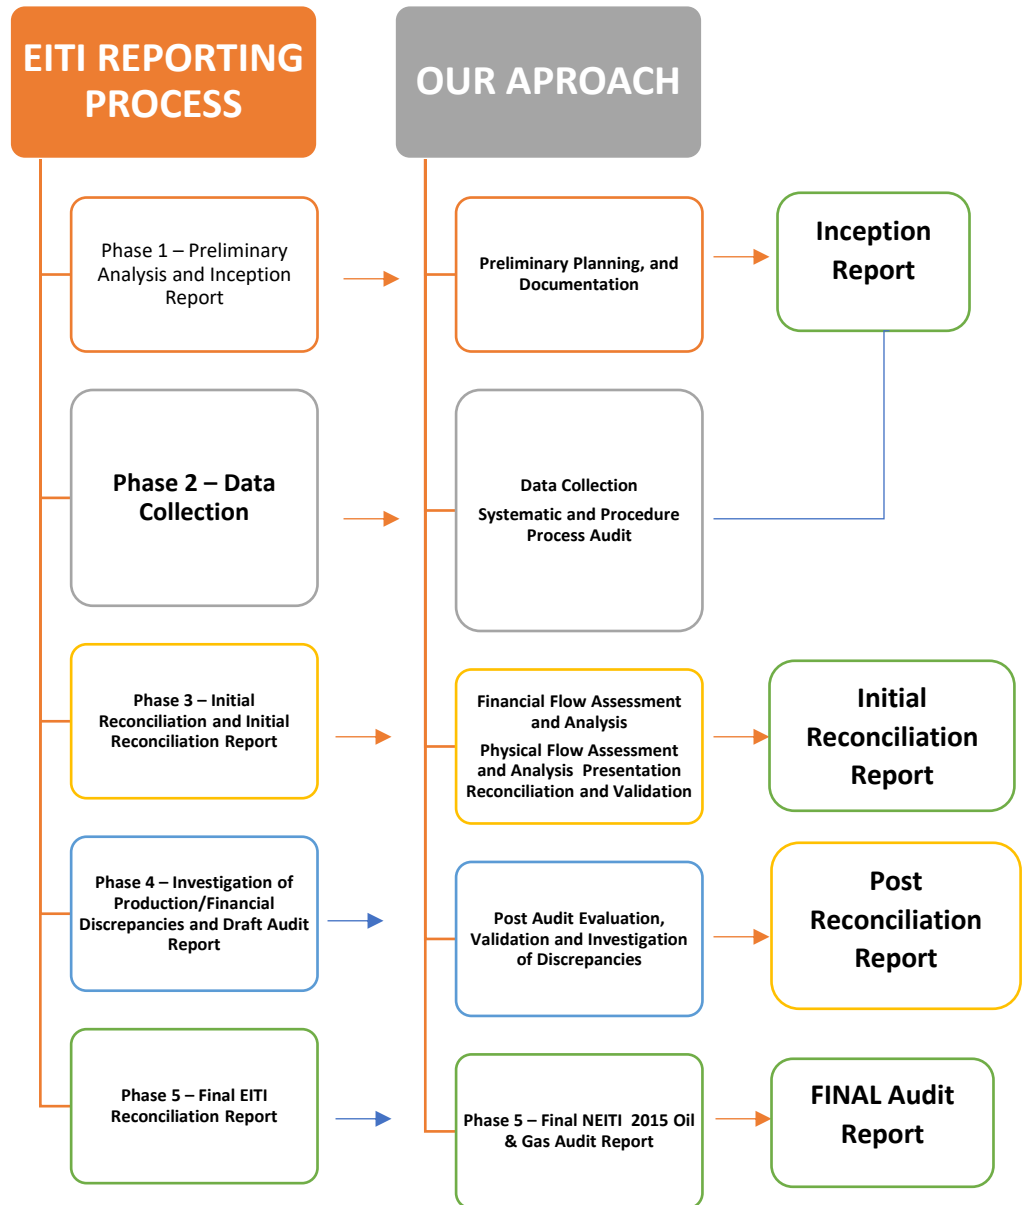 EITI REPORTING
PROCESS
OUR APROACH
Phase 1 – Preliminary
Analysis and Inception
Report
Preliminary Planning, and
Documentation
Inception
Report
Phase 2 – Data
Collection
Data Collection
Systematic and Procedure
Process Audit
Phase 3 – Initial
Reconciliation and Initial
Reconciliation Report
Financial Flow Assessment
and Analysis
Physical Flow Assessment
and Analysis Presentation
Reconciliation and Validation
Initial
Reconciliation
Report
Phase 4 – Investigation of
Production/Financial
Discrepancies and Draft Audit
Report
Post Audit Evaluation,
Validation and Investigation
of Discrepancies
Post
Reconciliation
Report
Phase 5 – Final EITI
Reconciliation Report
Phase 5 – Final NEITI 2015 Oil
& Gas Audit Report
FINAL Audit
Report